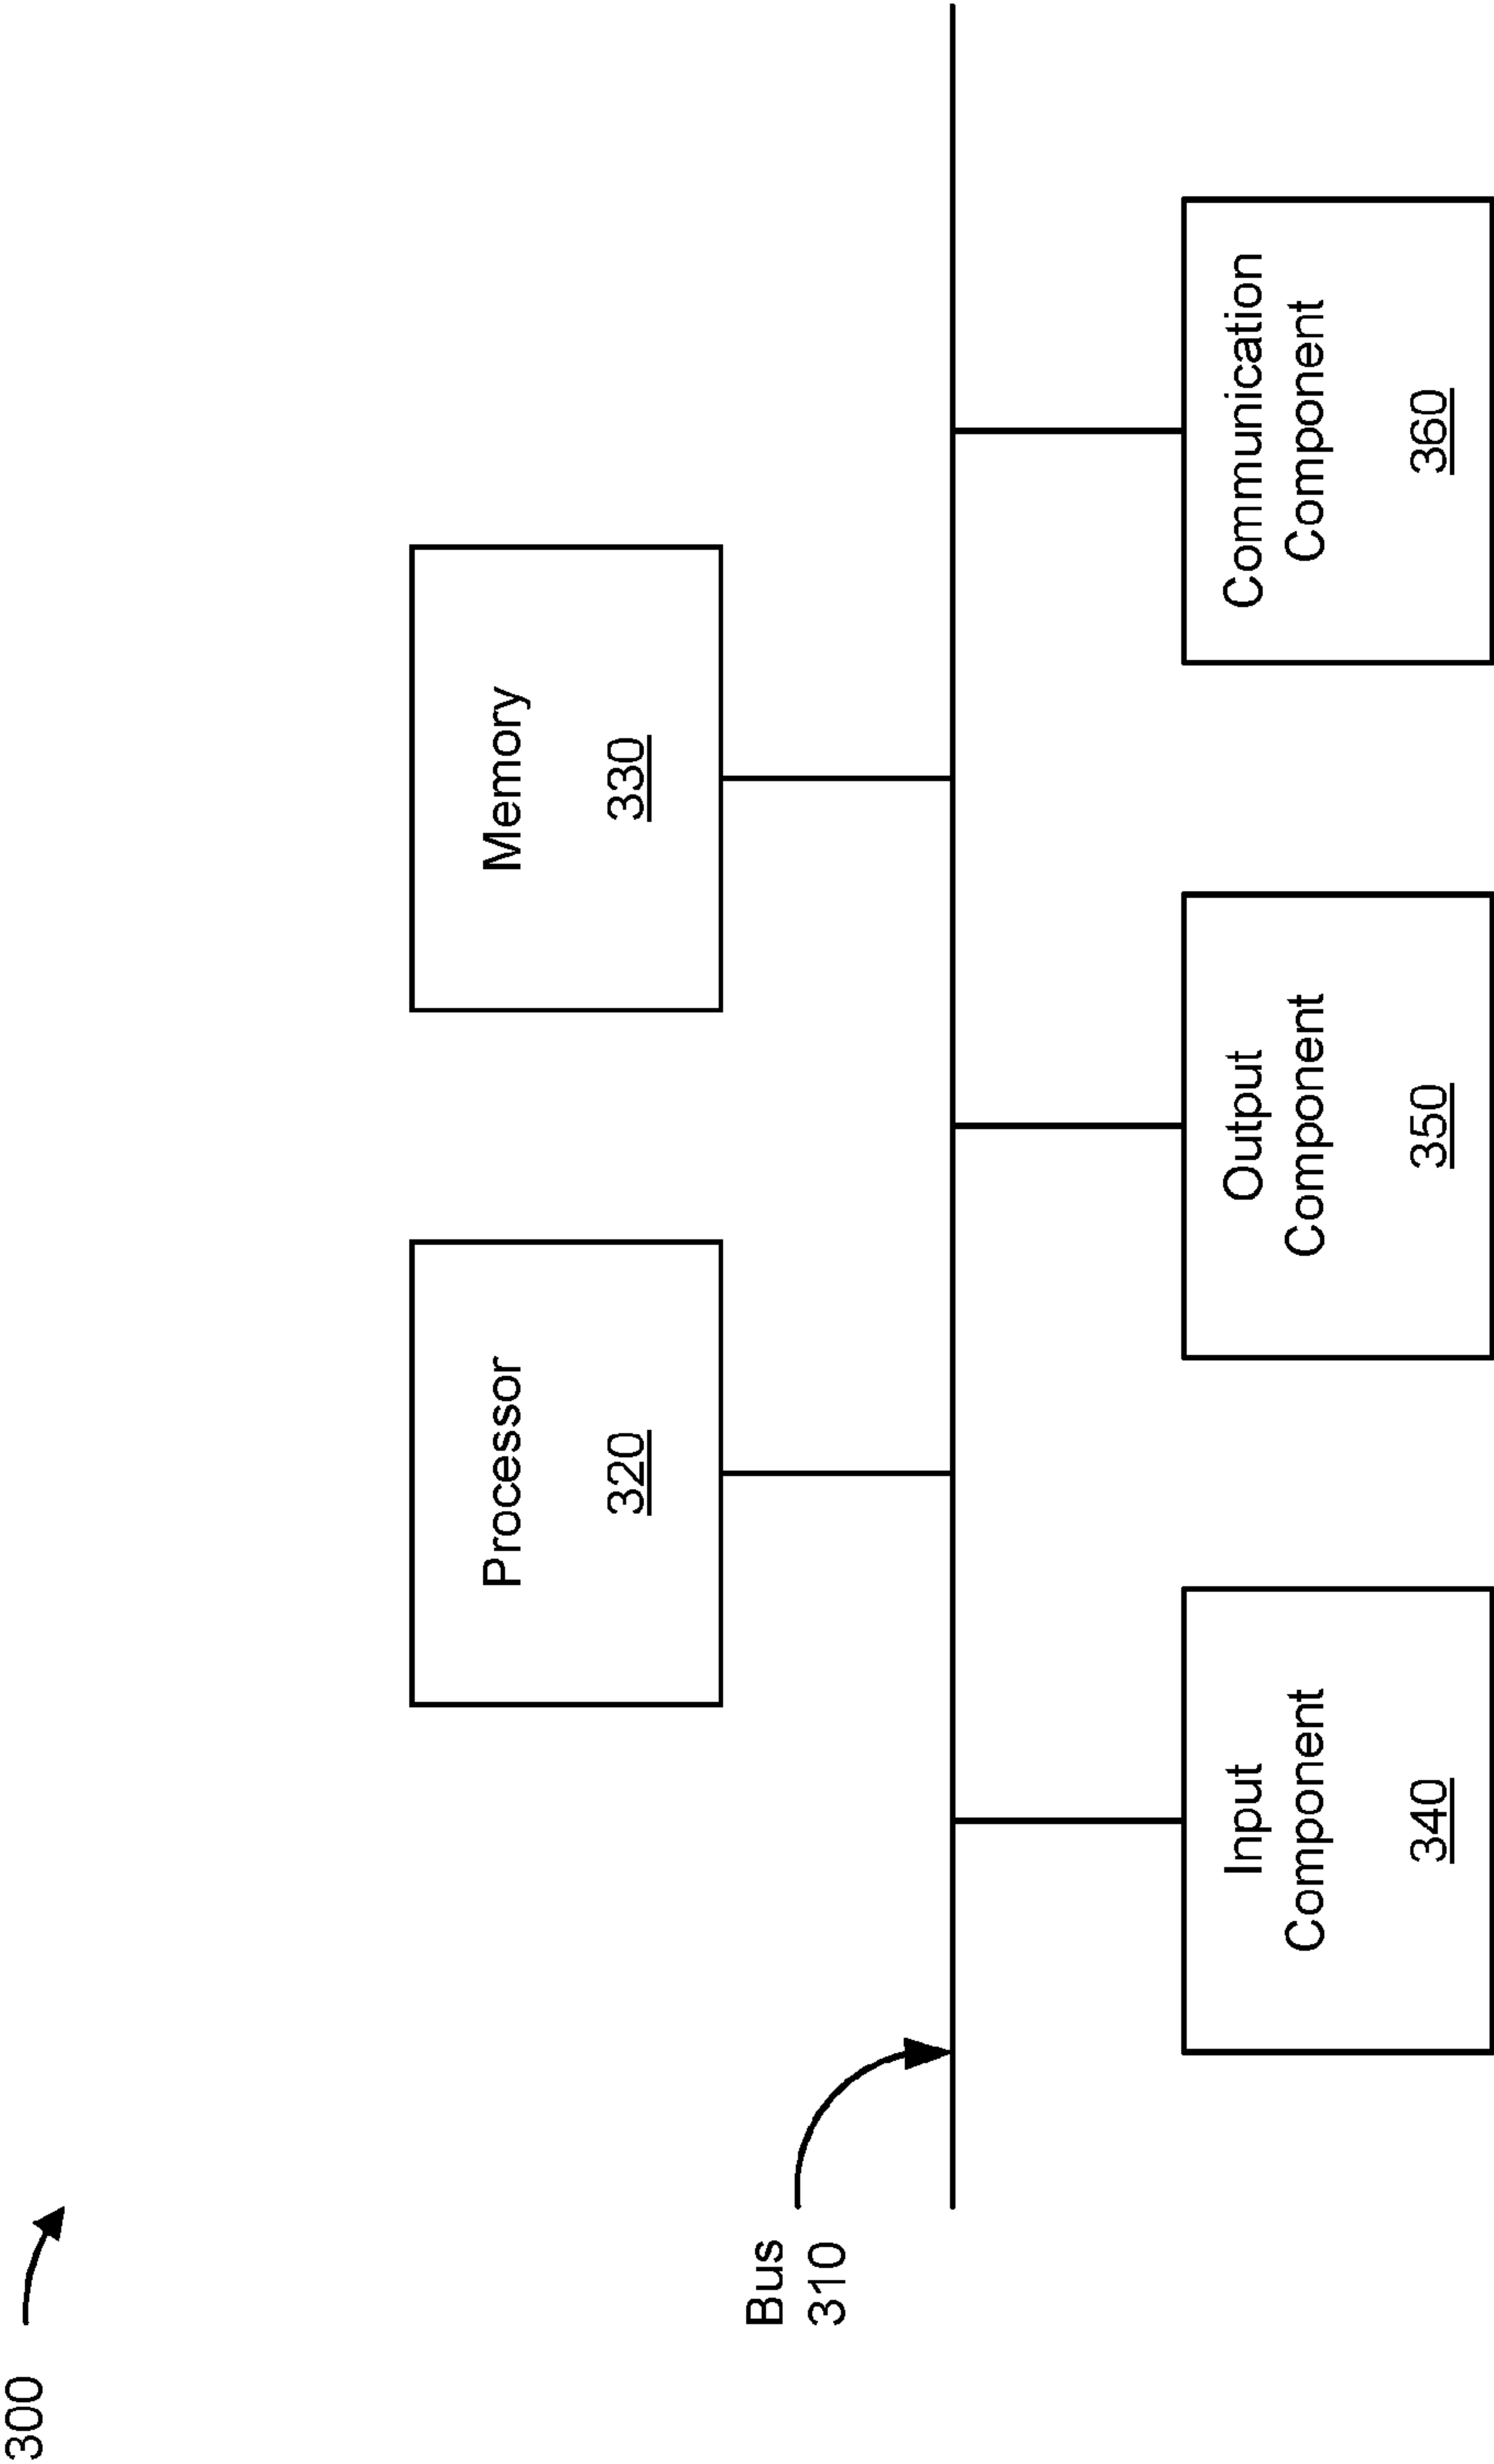 300
Processor
320
Memory
330
Bus
310
Input
Component
340
Output
Component
350
Communication
Component
360